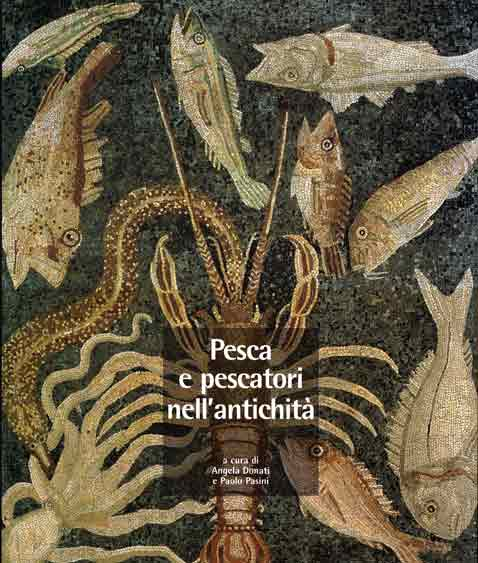 Pesca
e pescatori
nell'antichità
a cura di
Angela Donati
e Paolo Pasini